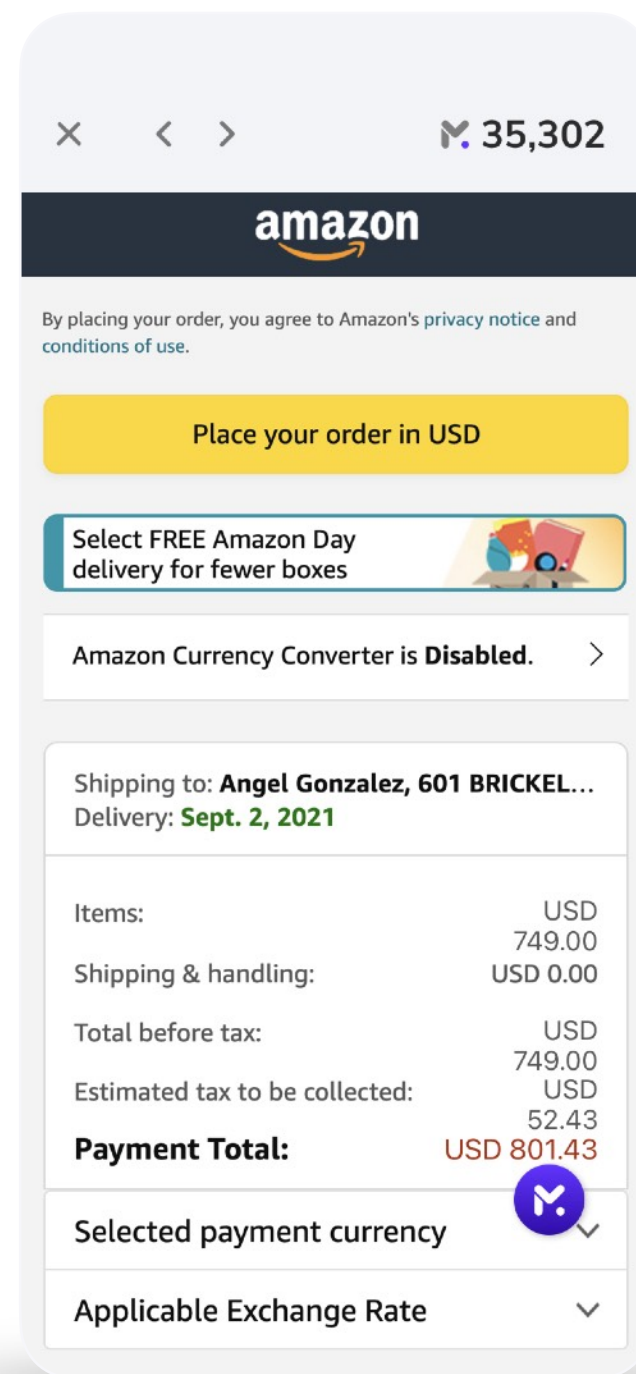 35,302
amazon
By placing your order, you agree to Amazon's privacy notice and
conditions of use.
Place your order in USD
Select FREE Amazon Day
delivery for fewer boxes
Amazon Currency Converter is Disabled.
Shipping to: Angel Gonzalez, 601 BRICKEL...
Delivery: Sept. 2, 2021
Items: USD
749.00
Shipping & handling: USD 0.00
Total before tax: USD
749.00
Estimated tax to be collected: USD
52.43
Payment Total: USD 801.43
Selected payment currency
Applicable Exchange Rate